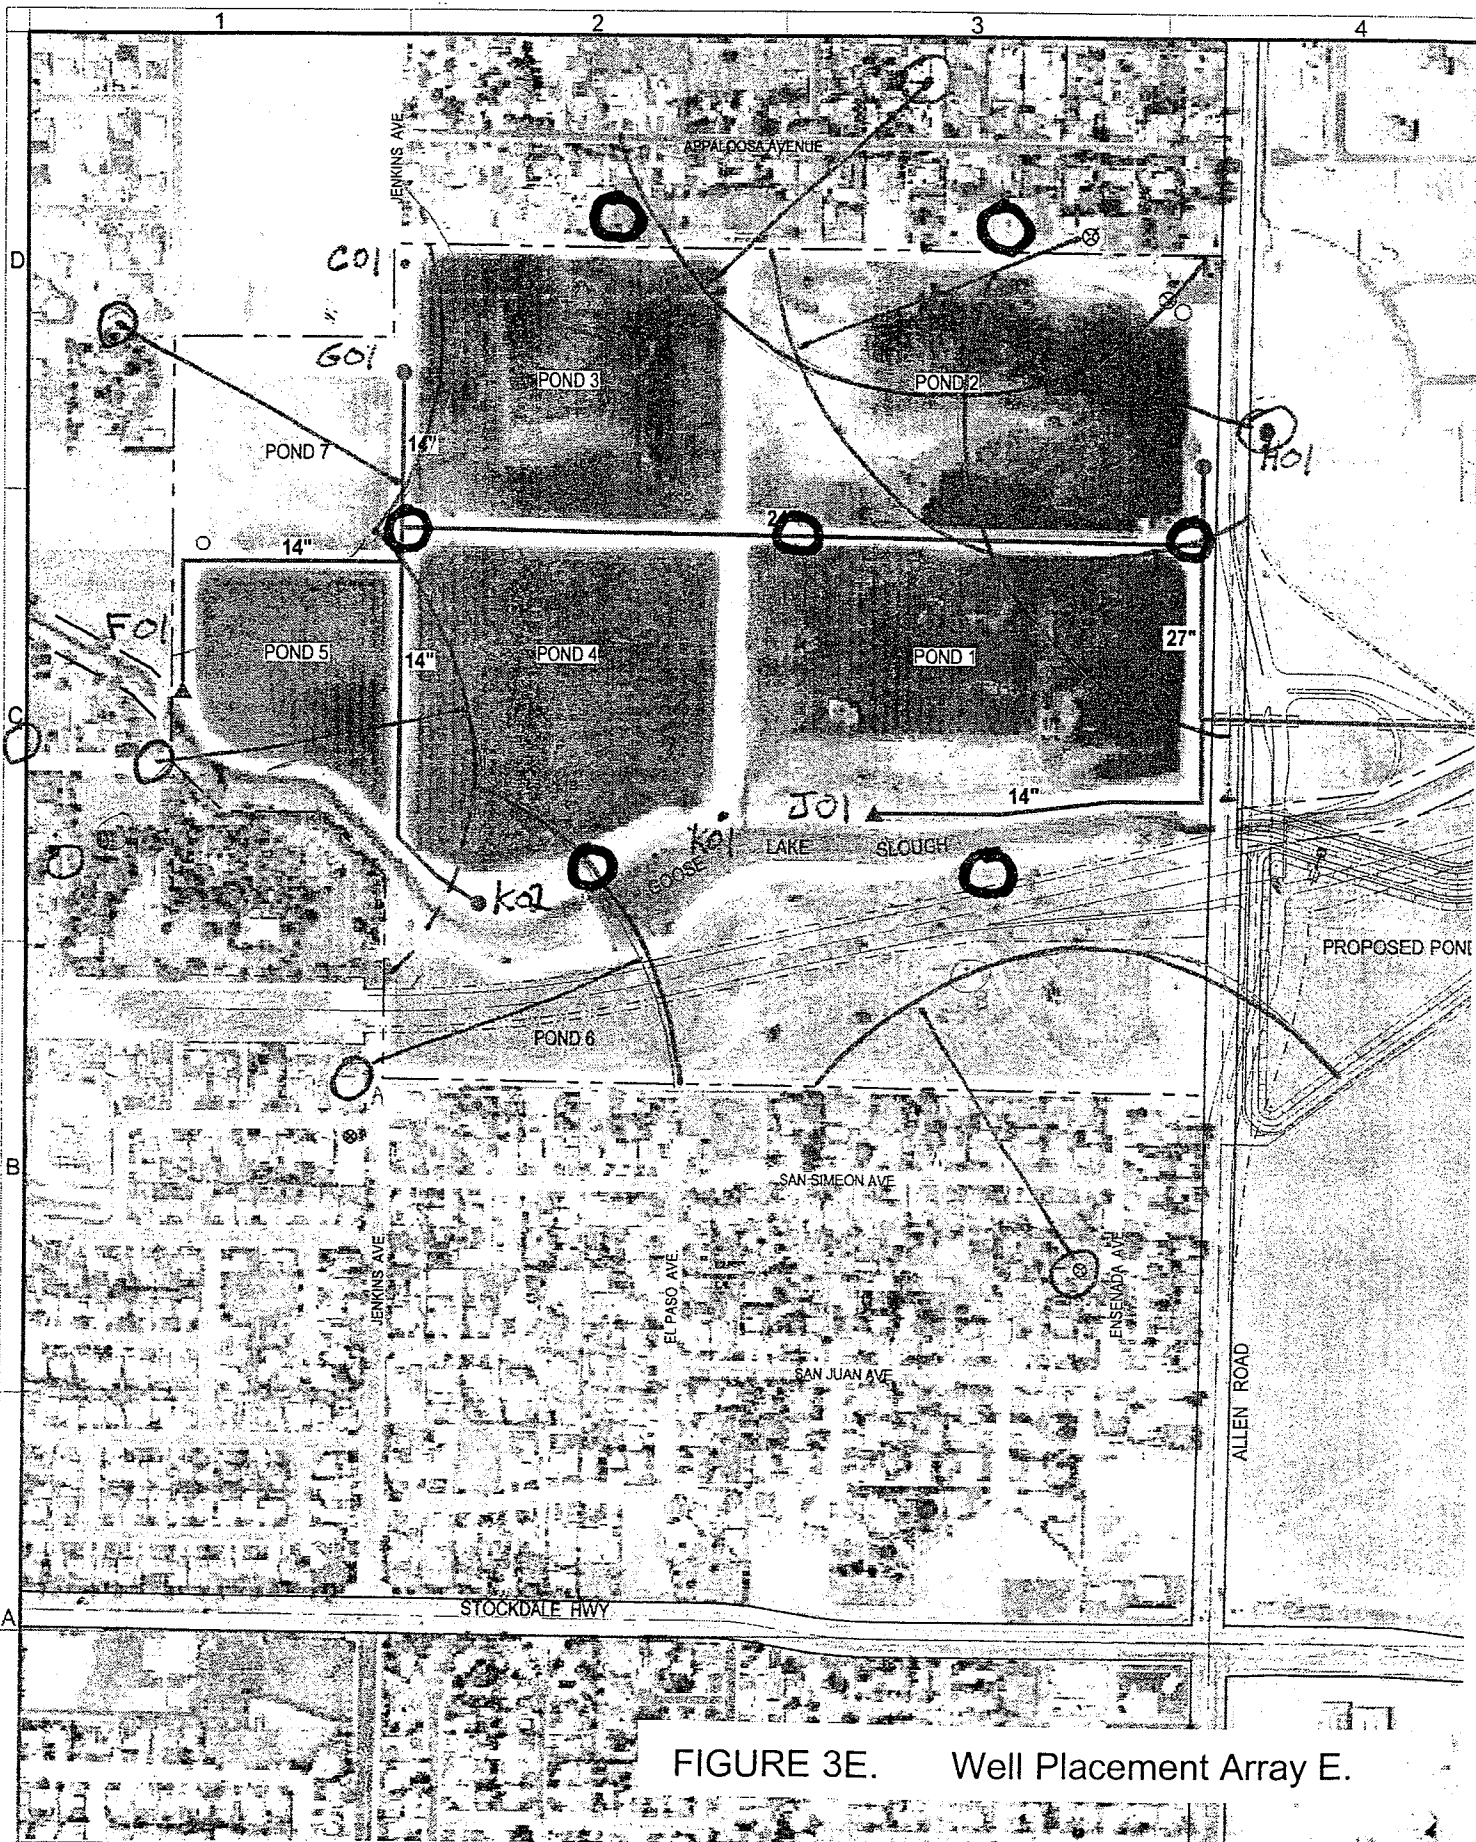 1 2 3 4
JENKINS AVE
APPALOOSA AVENUE
D
C01
G01
POND 3
POND 2
14"
POND 7
H01
14"
F01
POND 5
14"
POND 4
POND 1
27"
C
J01
14"
K01
LAKE SLOUGH
GOOSE
K02
PROPOSED POND
POND 6
A
B
SAN SIMEON AVE
JENKINS AVE.
EL PASO AVE.
ENSENADA AVE
SAN JUAN AVE
ALLEN ROAD
A
STOCKDALE HWY
FIGURE 3E. Well Placement Array E.